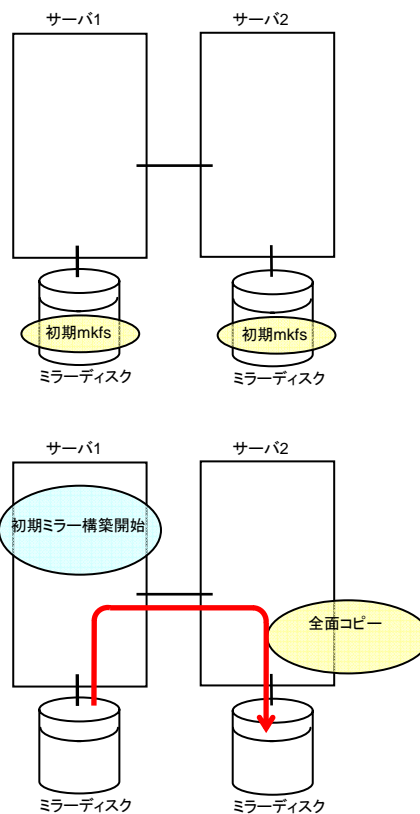 サーバ1
サーバ2
初期mkfs
初期mkfs
ミラーディスク
ミラーディスク
サーバ1
サーバ2
初期ミラー構築開始
全面コピー
ミラーディスク
ミラーディスク